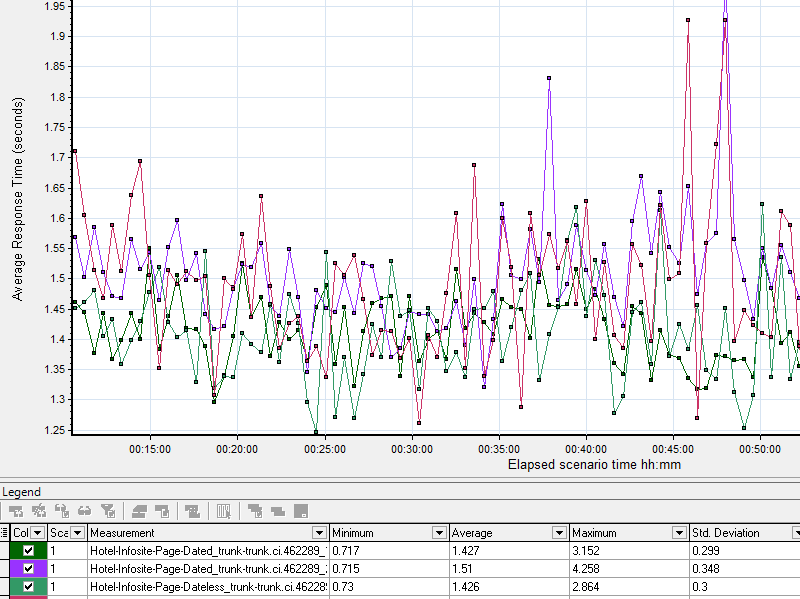 1.95
1.9
1.85
1.8
1.75
1.7
1.65
1.6
1.55
1.5
1.45
1.4
1.35
1.3
1.25
Average Response Time (seconds)
00:15:00 00:20:00 00:25:00 00:30:00 00:35:00 00:40:00 00:45:00 00:50:00
Elapsed scenario time hh:mm
Legend
Col Sca Measurement Minimum Average Maximum Std. Deviation
1 Hotel-Infosite-Page-Dated_trunk-trunk.ci.462289_ 0.717 1.427 3.152 0.299
1 Hotel-Infosite-Page-Dated_trunk-trunk.ci.462289_ 0.715 1.51 4.258 0.348
1 Hotel-Infosite-Page-Dateless_trunk-trunk.ci.46228 0.73 1.426 2.864 0.3